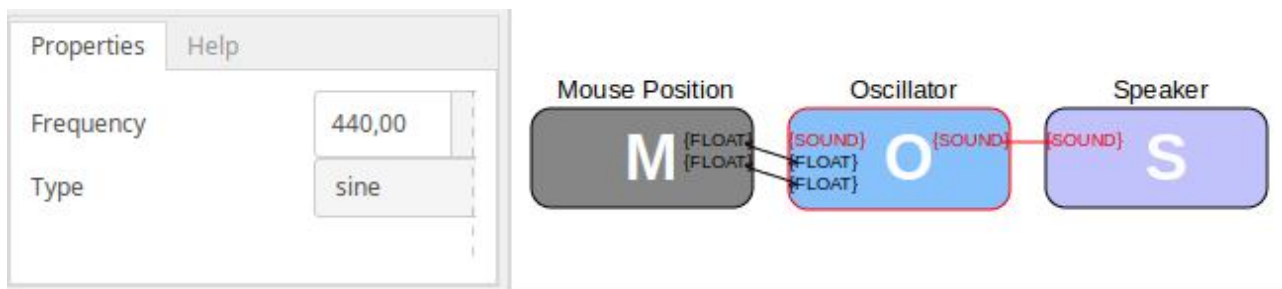 Properties Help
Frequency 440,00
Type sine
Mouse Position Oscillator Speaker
M {FLOAT} {SOUND} O {SOUND} {SOUND} S
{FLOAT} {FLOAT}
{FLOAT}